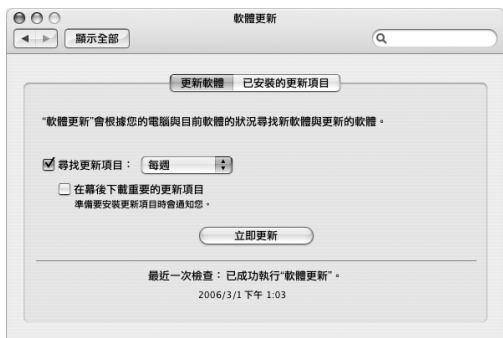 軟體更新
顯示全部
更新軟體 已安裝的更新項目
“軟體更新”會根據您的電腦與目前軟體的狀況尋找新軟體與更新的軟體。
尋找更新項目： 每週
在幕後下載重要的更新項目
準備要安裝更新項目時會通知您。
立即更新
最近一次檢查：已成功執行“軟體更新”。
2006/3/1 下午 1:03